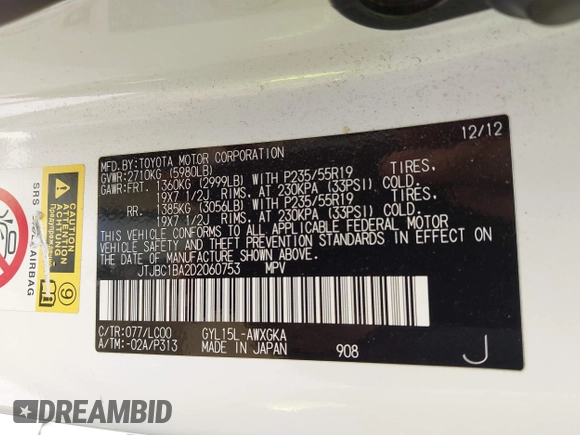 12/12
MFD.BY:TOYOTA MOTOR CORPORATION
GVWR:2710KG (5980LB)
GAWR:FRT. 1360KG (2999LB) WITH P235/55R19 TIRES.
19X7 1/2J RIMS. AT 230KPA (33PSI) COLD.
RR. 1385KG (3056LB) WITH P235/55R19 TIRES.
19X7 1/2J RIMS. AT 230KPA (33PSI) COLD.
THIS VEHICLE CONFORMS TO ALL APPLICABLE FEDERAL MOTOR
VEHICLE SAFETY AND THEFT PREVENTION STANDARDS IN EFFECT ON
THE DATE OF MANUFACTURE SHOWN ABOVE.
JTJBC1BA2D2060753 MPV
C/TR:077/LC00 GYL15L-AWXGKA
A/TM:-02A/P313 MADE IN JAPAN 908 J
SRS AIRBAG
ATTENTION
ACHTUNG
9
DREAMBID